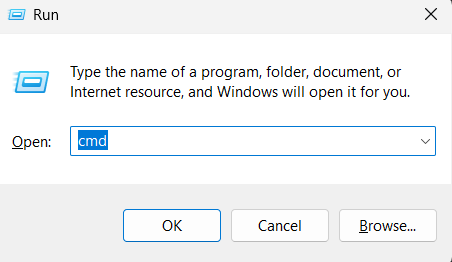 Run
Type the name of a program, folder, document, or
Internet resource, and Windows will open it for you.
Open: cmd
OK Cancel Browse...